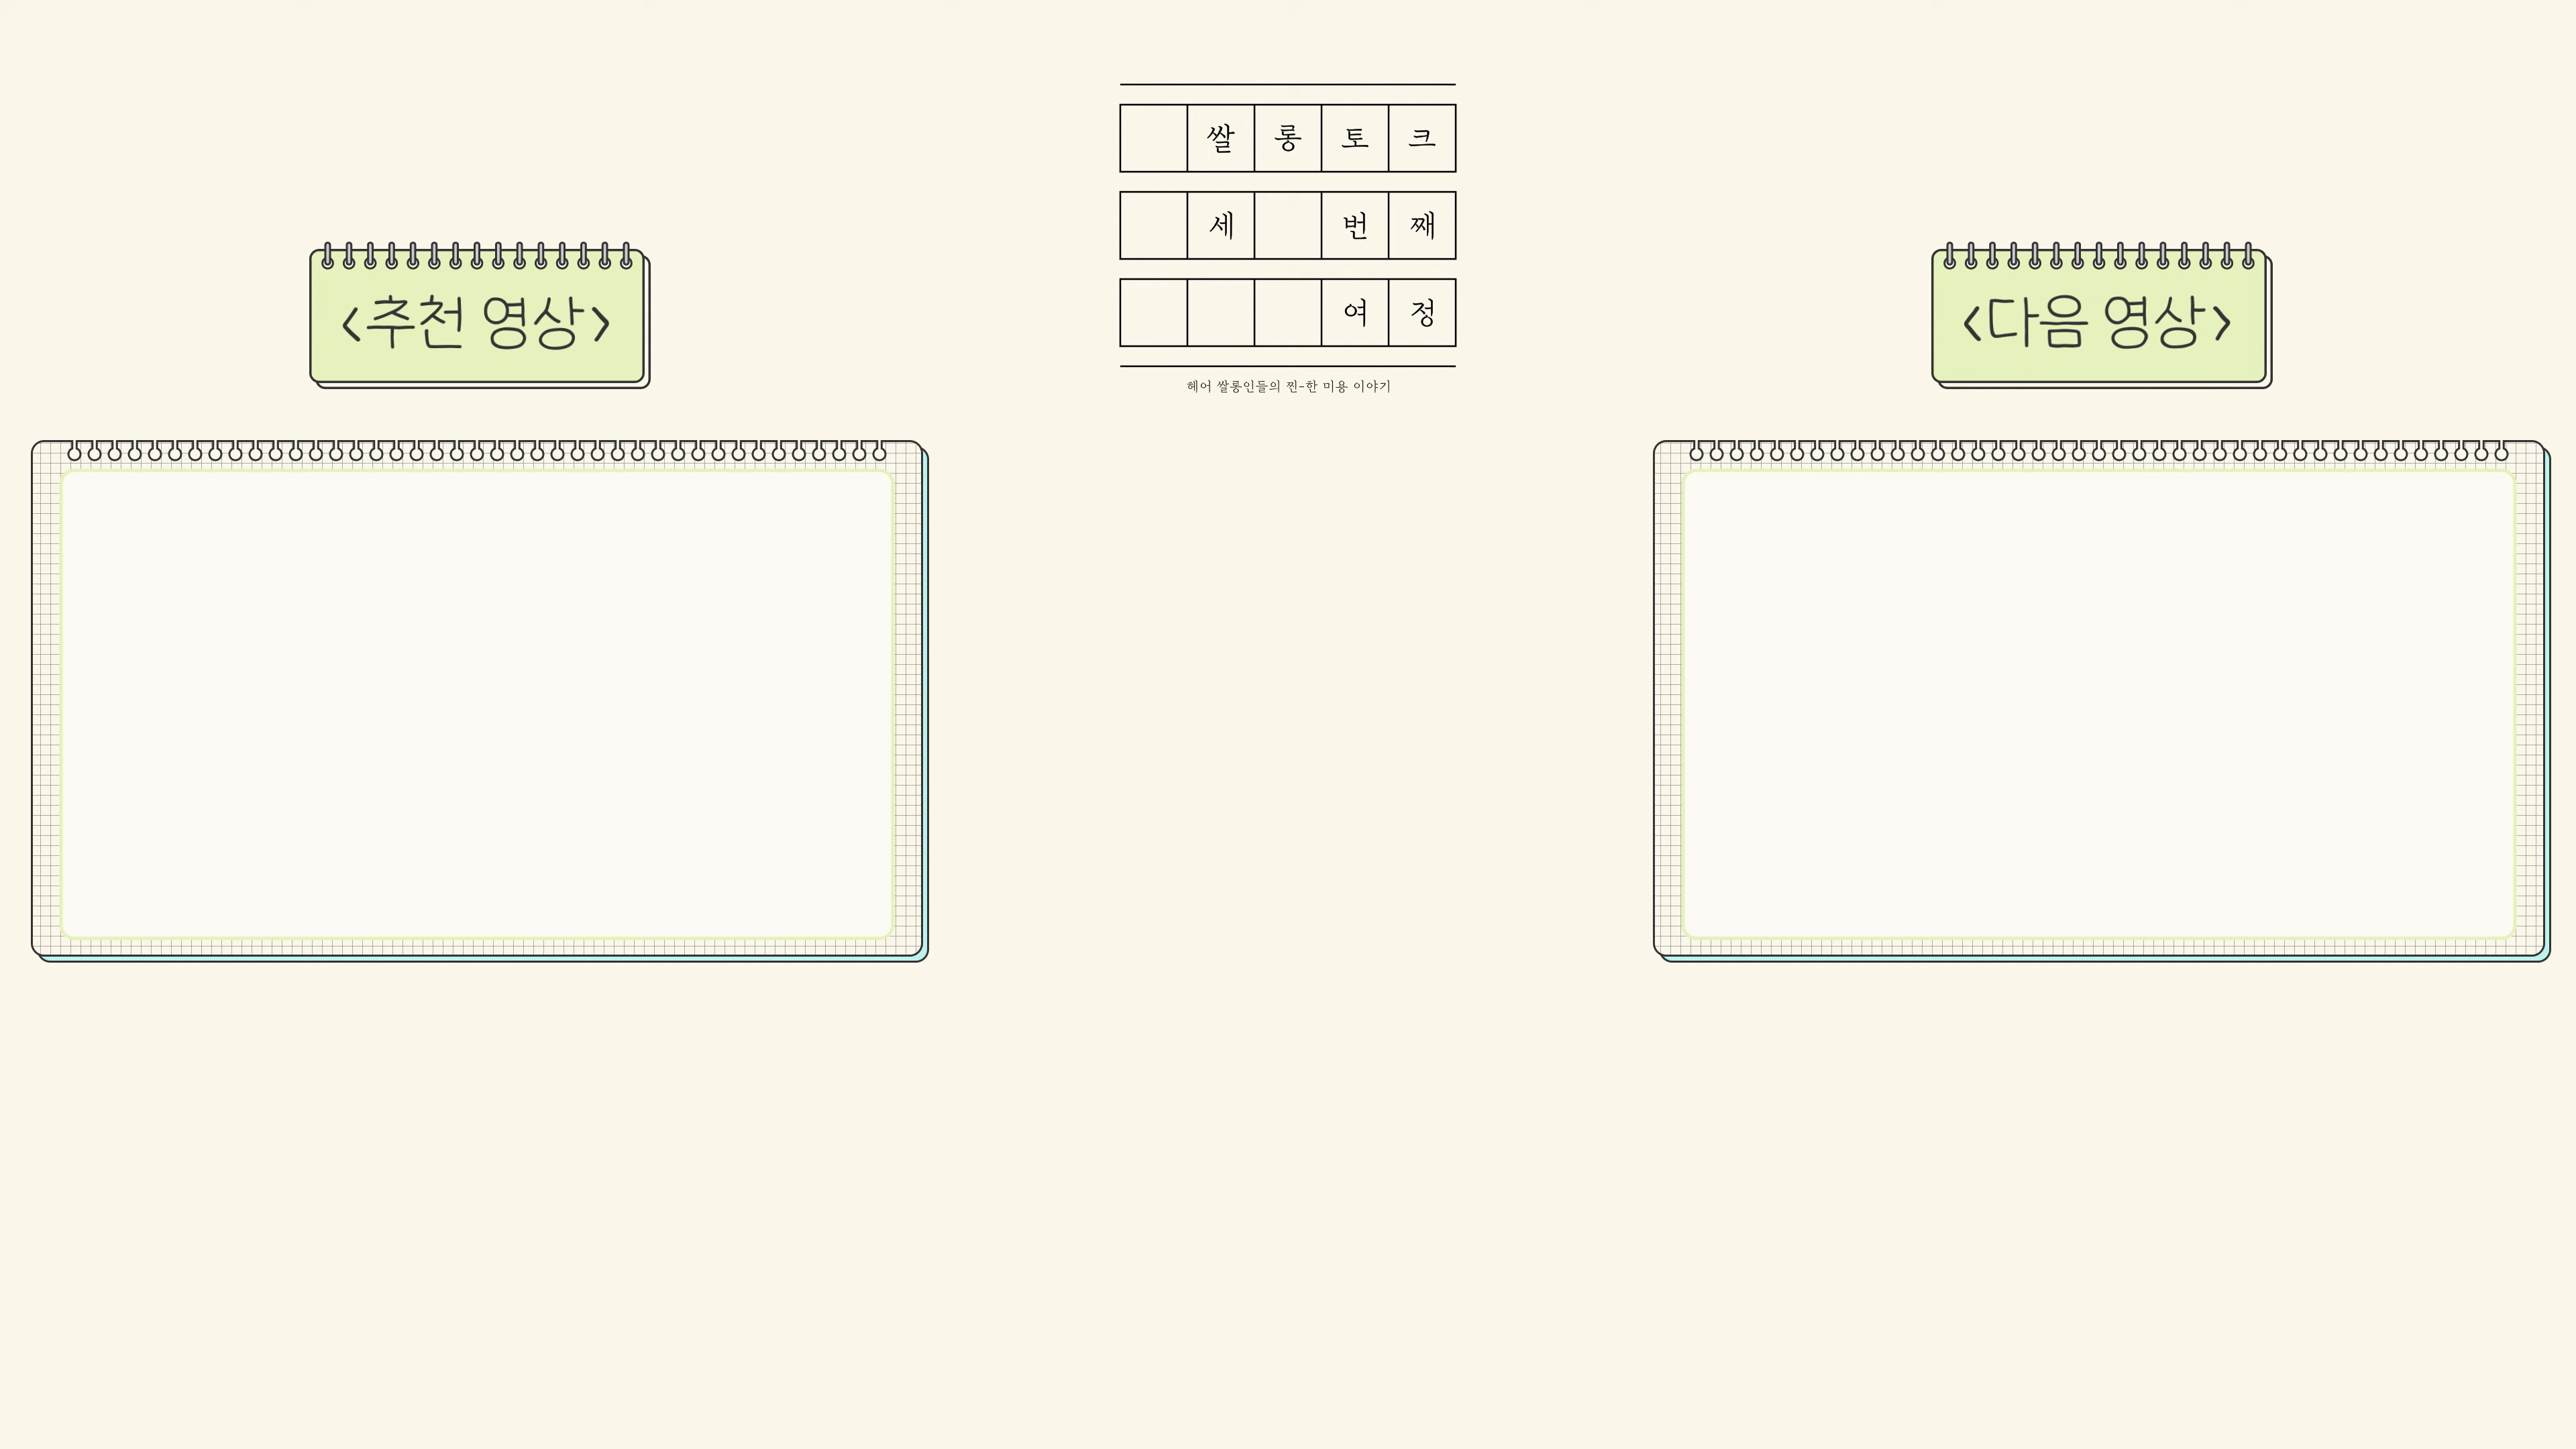 쌀롱토크
세 번째
여정
헤어 쌀롱인들의 찐-한 미용 이야기
<추천 영상>
<다음 영상>